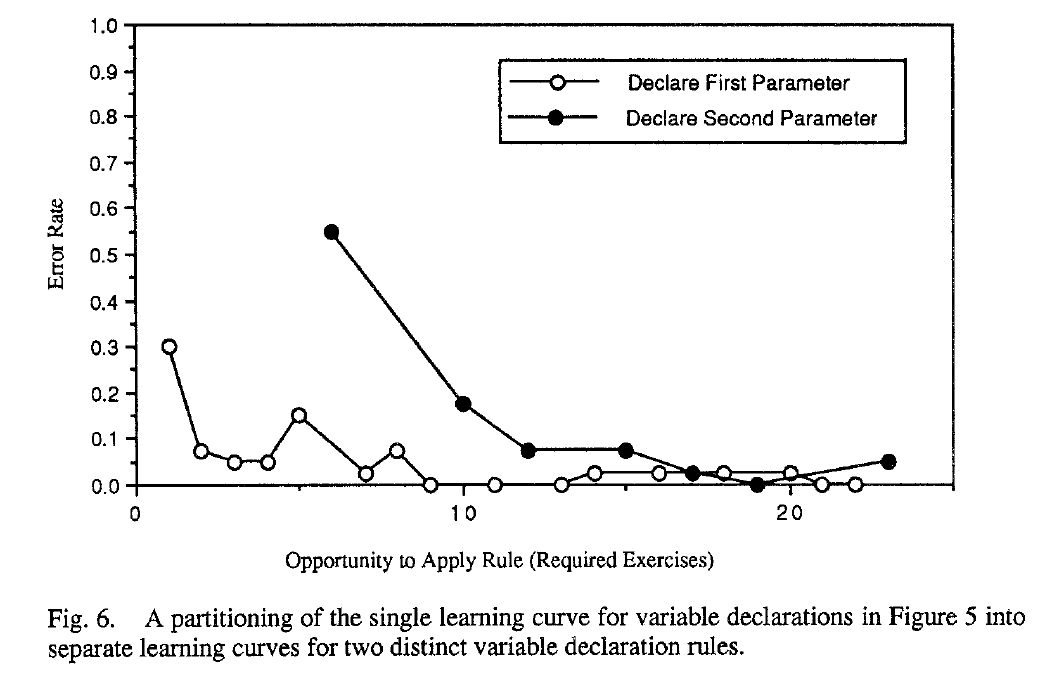 1.0
0.9
0.8
0.7
0.6
0.5
0.4
0.3
0.2
0.1
0.0
Error Rate
Declare First Parameter
Declare Second Parameter
0 10 20
Opportunity to Apply Rule (Required Exercises)
Fig. 6. A partitioning of the single learning curve for variable declarations in Figure 5 into
separate learning curves for two distinct variable declaration rules.